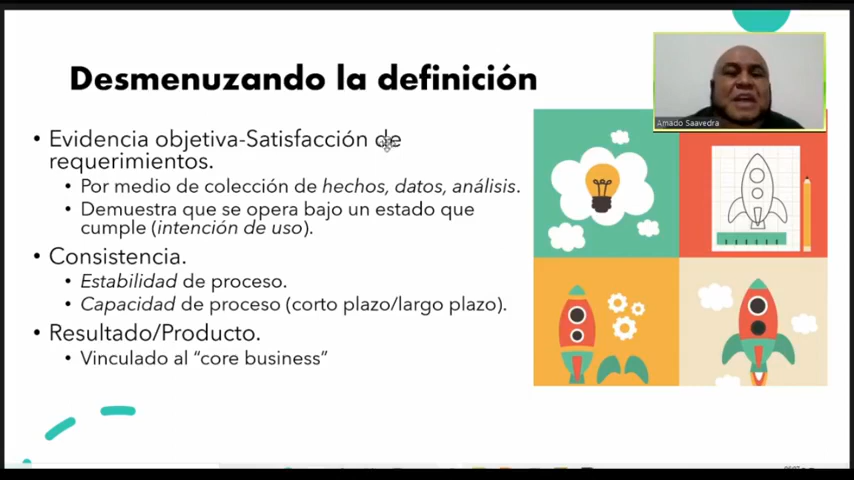 Desmenuzando la definición
Amado Saavedra
• Evidencia objetiva-Satisfacción de
requerimientos.
• Por medio de colección de hechos, datos, análisis.
• Demuestra que se opera bajo un estado que
cumple (intención de uso).
• Consistencia.
• Estabilidad de proceso.
• Capacidad de proceso (corto plazo/largo plazo).
• Resultado/Producto.
• Vinculado al “core business”